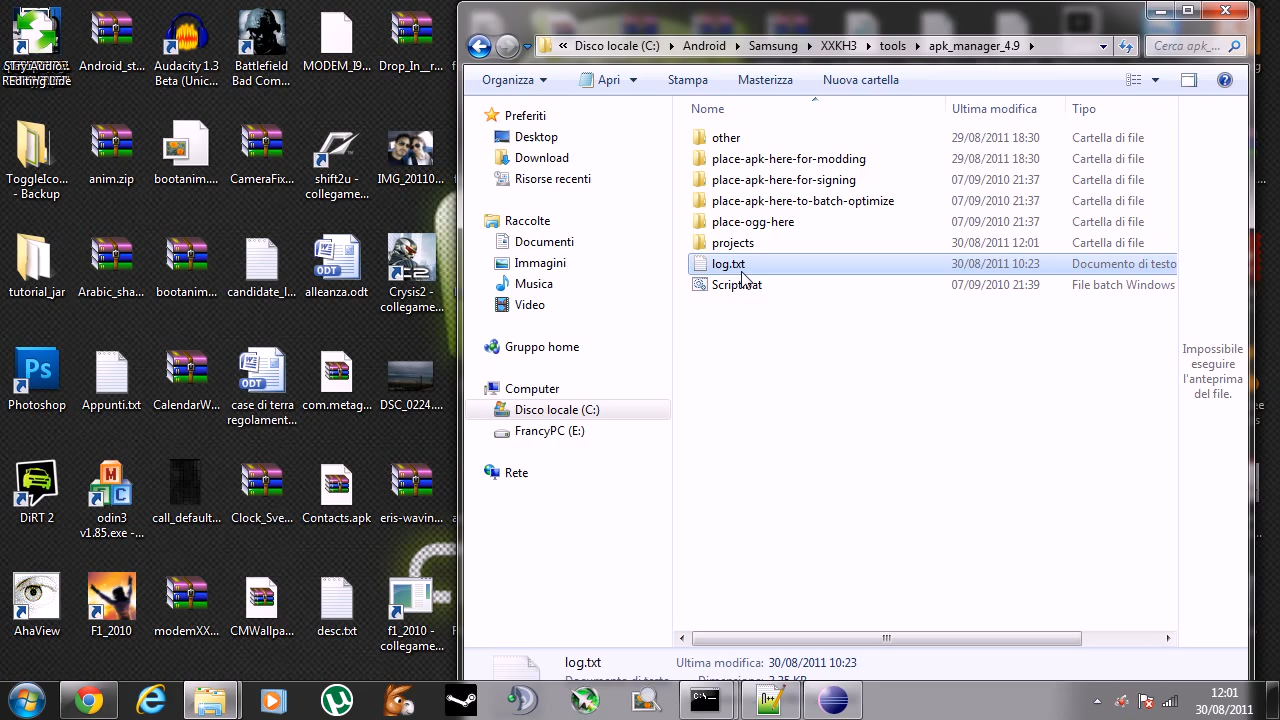 Disco locale (C:) Android Samsung XXKH3 tools apk_manager_4.9
Cerca apk_...
Organizza Apri Stampa Masterizza Nuova cartella
Nome Ultima modifica Tipo
Preferiti
Desktop
Download
Risorse recenti
Raccolte
Documenti
Immagini
Musica
Video
Gruppo home
Computer
Disco locale (C:)
FrancyPC (E:)
Rete
other 29/08/2011 18:30 Cartella di file
place-apk-here-for-modding 29/08/2011 18:30 Cartella di file
place-apk-here-for-signing 07/09/2010 21:37 Cartella di file
place-apk-here-to-batch-optimize 07/09/2010 21:37 Cartella di file
place-ogg-here 07/09/2010 21:37 Cartella di file
projects 30/08/2011 12:01 Cartella di file
log.txt 30/08/2011 10:23 Documento di testo
Script.bat 07/09/2010 21:39 File batch Windows
Impossibile
eseguire
l'anteprima
del file.
log.txt Ultima modifica: 30/08/2011 10:23
Android_st...
Audacity 1.3
Beta (Unic...
Battlefield
Bad Com...
MODEM_I9...
Drop_In__r...
ToggleIco...
- Backup
anim.zip
bootanim....
CameraFix...
shift2u -
collegame...
IMG_20110...
tutorial_jar
Arabic_sha...
bootanim...
candidate_l...
alleanza.odt
ODT
Crysis2 -
collegame...
Ps
Photoshop
Appunti.txt
CalendarW...
ODT
case di terra
regolament...
com.metag...
DSC_0224....
DiRT 2
odin3
v1.85.exe -...
call_default...
Clock_Sve...
Contacts.apk
eris-wavin...
AhaView
F1_2010
modemXX...
CMWallpa...
desc.txt
f1_2010 -
collegame...
12:01
30/08/2011